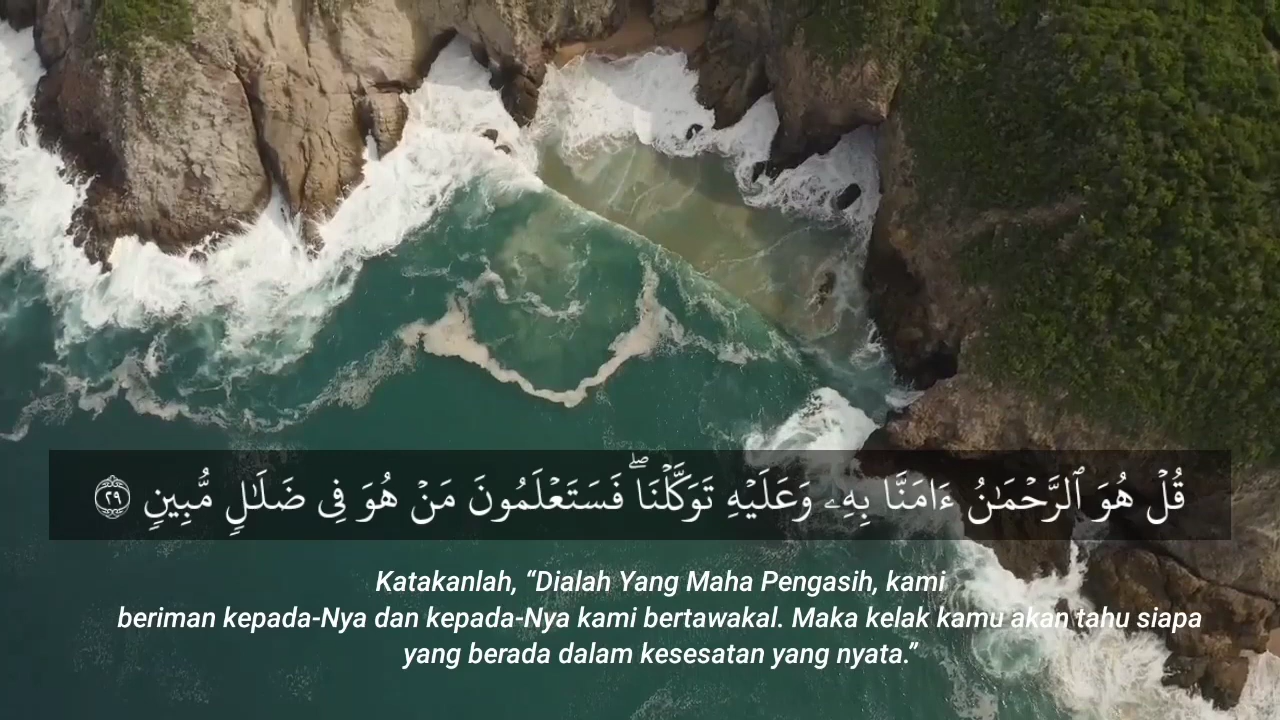 قُلۡ هُوَ ٱلرَّحۡمَـٰنُ ءَامَنَّا بِهِۦ وَعَلَيۡهِ تَوَكَّلۡنَاۖ فَسَتَعۡلَمُونَ مَنۡ هُوَ فِی ضَلَـٰلٍ مُّبِینٍ ٢٩
Katakanlah, “Dialah Yang Maha Pengasih, kami
beriman kepada-Nya dan kepada-Nya kami bertawakal. Maka kelak kamu akan tahu siapa
yang berada dalam kesesatan yang nyata.”